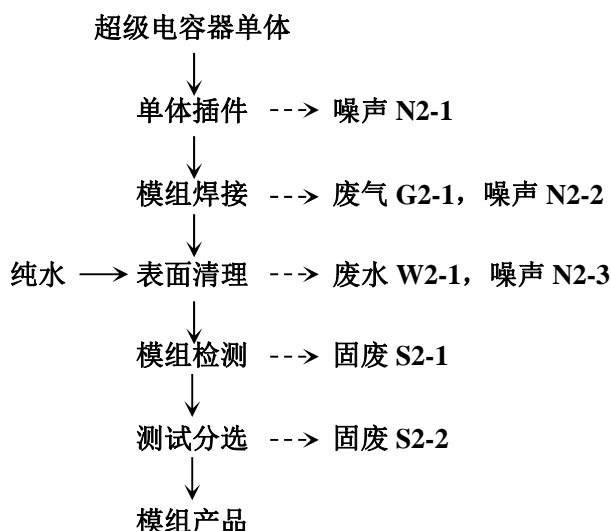 超级电容器单体
单体插件 噪声 N2-1
模组焊接 废气 G2-1，噪声 N2-2
纯水 表面清理 废水 W2-1，噪声 N2-3
模组检测 固废 S2-1
测试分选 固废 S2-2
模组产品